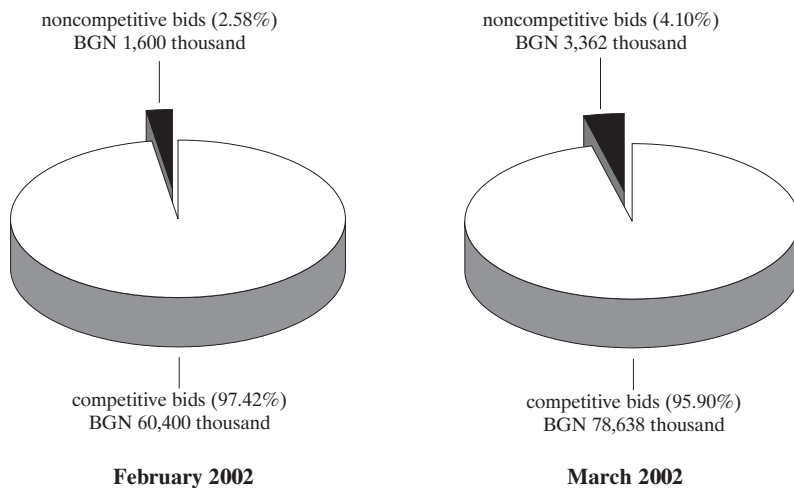 noncompetitive bids (2.58%)
BGN 1,600 thousand
competitive bids (97.42%)
BGN 60,400 thousand
February 2002
noncompetitive bids (4.10%)
BGN 3,362 thousand
competitive bids (95.90%)
BGN 78,638 thousand
March 2002